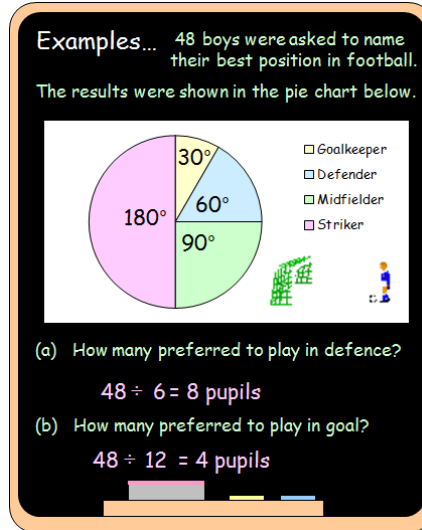 Examples... 48 boys were asked to name
their best position in football.
The results were shown in the pie chart below.
30°
60°
180°
90°
Goalkeeper
Defender
Midfielder
Striker
(a) How many preferred to play in defence?
48 ÷ 6 = 8 pupils
(b) How many preferred to play in goal?
48 ÷ 12 = 4 pupils